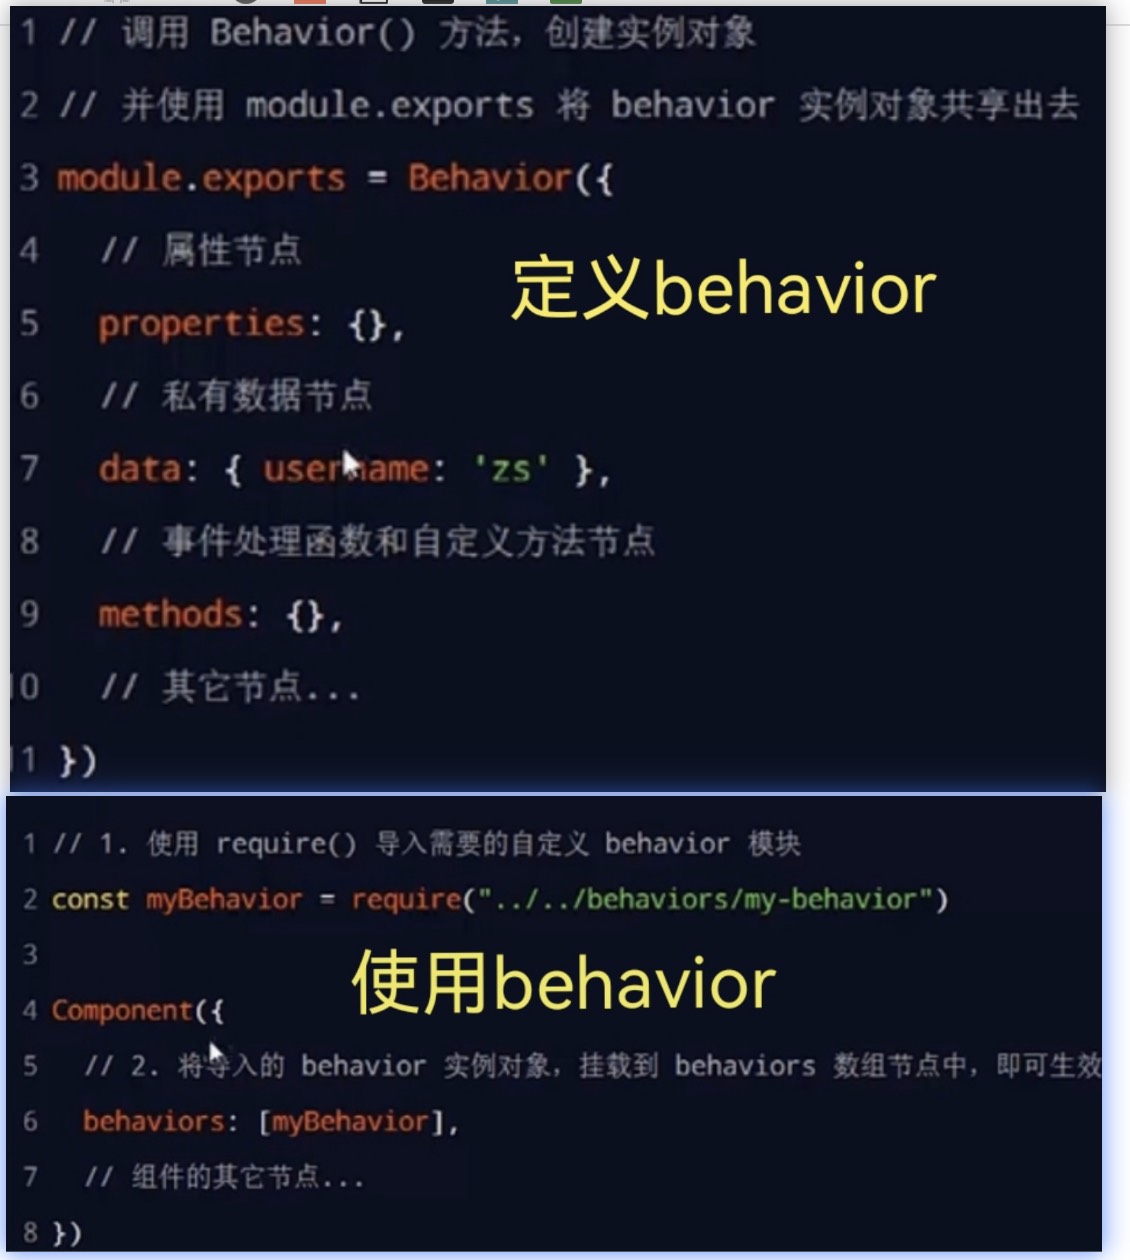 1 // 调用 Behavior() 方法，创建实例对象
2 // 并使用 module.exports 将 behavior 实例对象共享出去
3 module.exports = Behavior({
4 // 属性节点
定义behavior
5 properties: {},
6 // 私有数据节点
7 data: { username: 'zs' },
8 // 事件处理函数和自定义方法节点
9 methods: {},
10 // 其它节点...
11 })
1 // 1. 使用 require() 导入需要的自定义 behavior 模块
2 const myBehavior = require("../../behaviors/my-behavior")
3
使用behavior
4 Component({
5 // 2. 将导入的 behavior 实例对象，挂载到 behaviors 数组节点中，即可生效
6 behaviors: [myBehavior],
7 // 组件的其它节点...
8 })